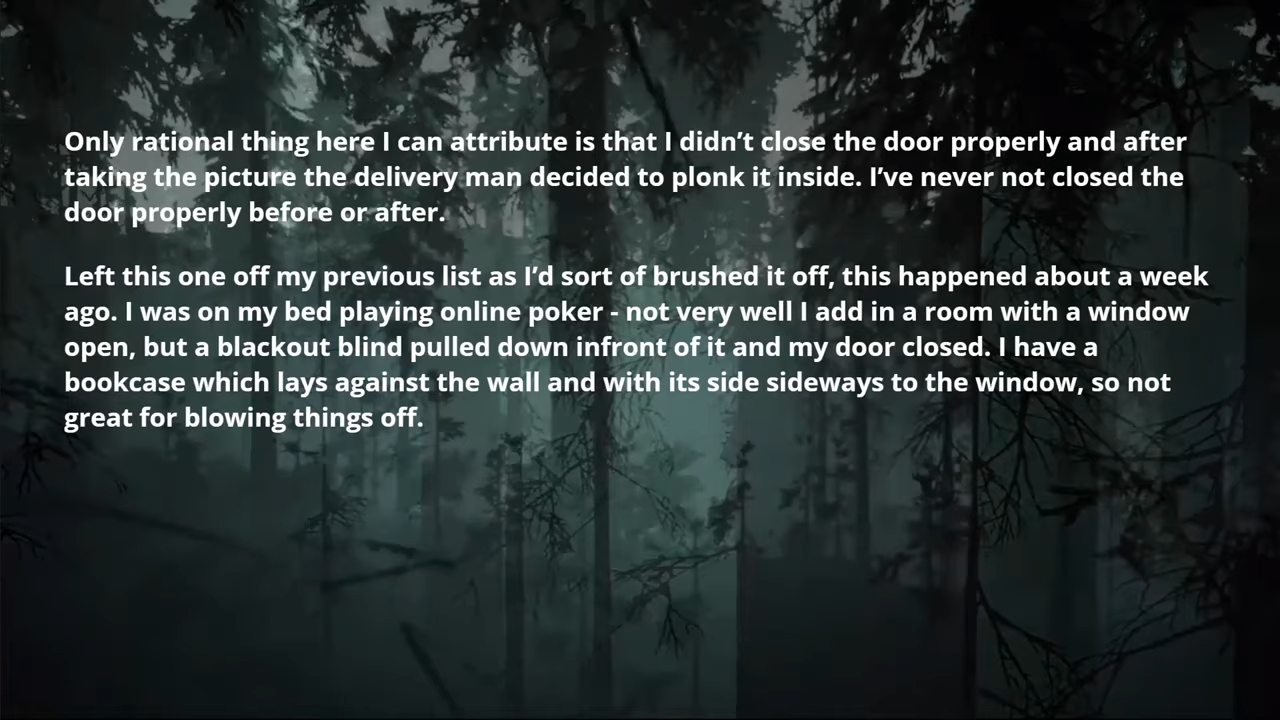 Only rational thing here I can attribute is that I didn’t close the door properly and after
taking the picture the delivery man decided to plonk it inside. I’ve never not closed the
door properly before or after.
Left this one off my previous list as I’d sort of brushed it off, this happened about a week
ago. I was on my bed playing online poker - not very well I add in a room with a window
open, but a blackout blind pulled down infront of it and my door closed. I have a
bookcase which lays against the wall and with its side sideways to the window, so not
great for blowing things off.